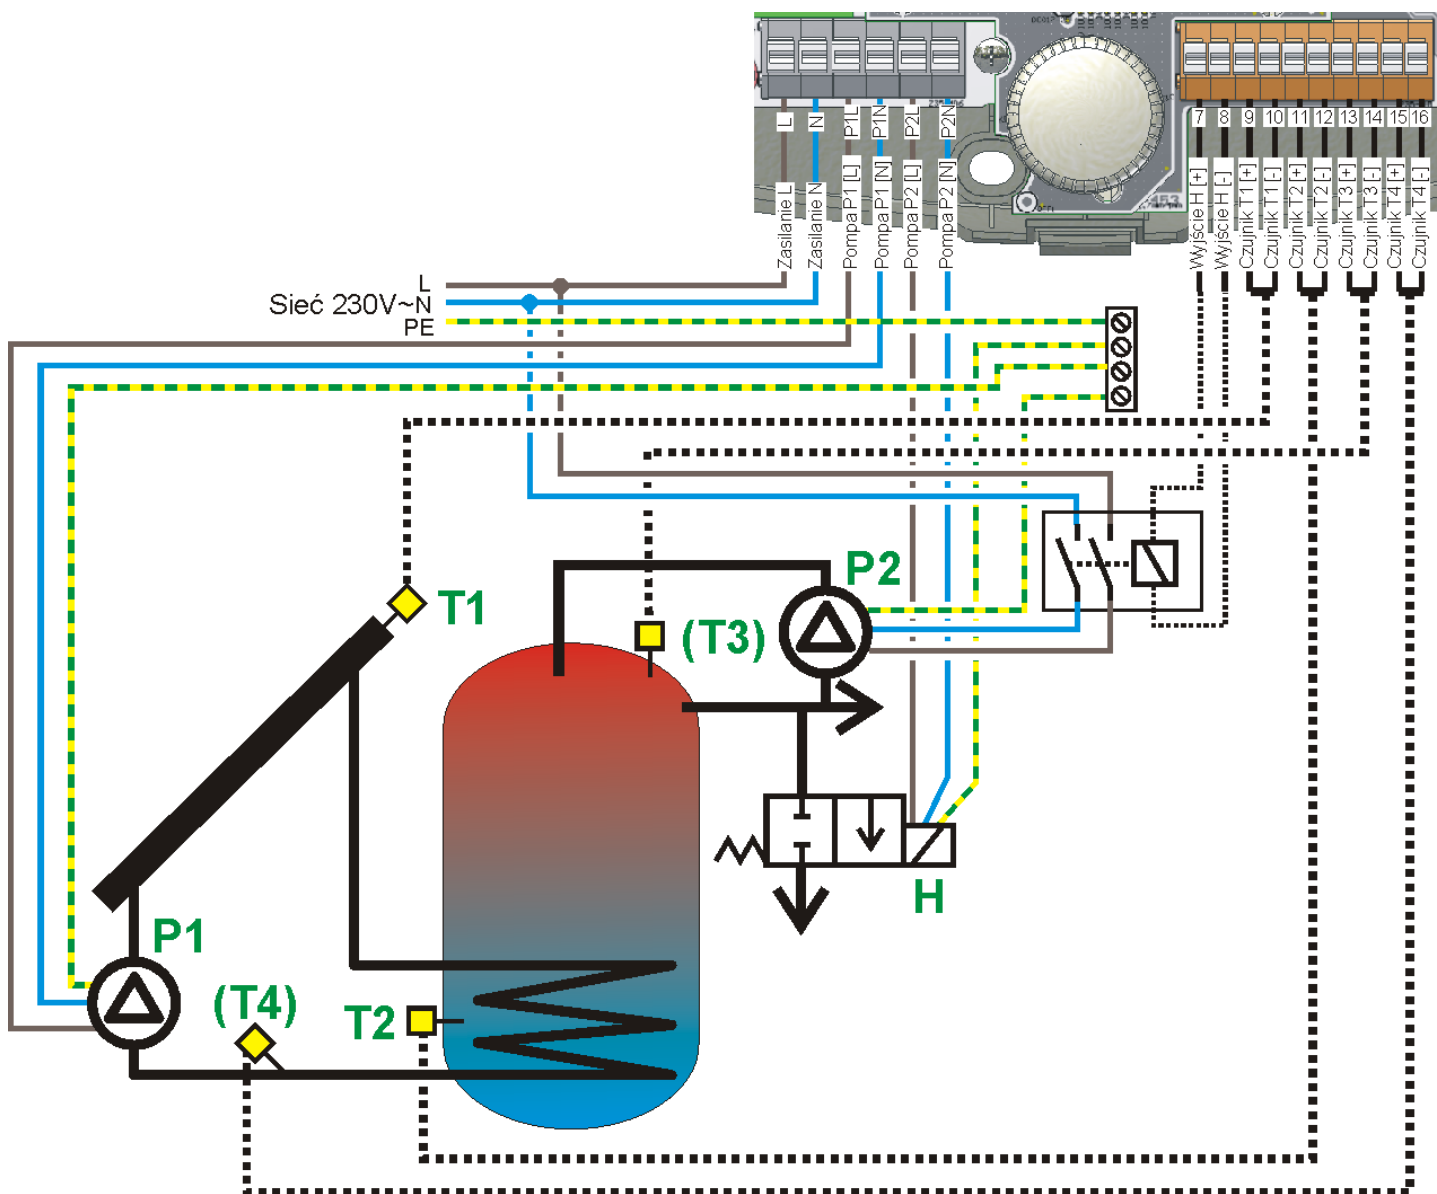 L
N
P1L
P1N
P2L
P2N
7
8
9
10
11
12
13
14
15
16
Zasilanie L
Zasilanie N
Pompa P1 [L]
Pompa P1 [N]
Pompa P2 [L]
Pompa P2 [N]
Wyjście H [+]
Wyjście H [-]
Czujnik T1 [+]
Czujnik T1 [-]
Czujnik T2 [+]
Czujnik T2 [-]
Czujnik T3 [+]
Czujnik T3 [-]
Czujnik T4 [+]
Czujnik T4 [-]
L
Sieć 230V~N
PE
P2
T1
(T3)
H
P1
(T4)
T2